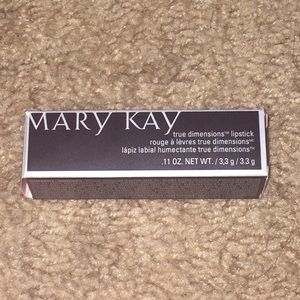 MARY KAY
true dimensions™ lipstick
rouge à lèvres true dimensions™
lápiz labial humectante true dimensions™
.11 OZ. NET WT. / 3,3 g / 3.3 g